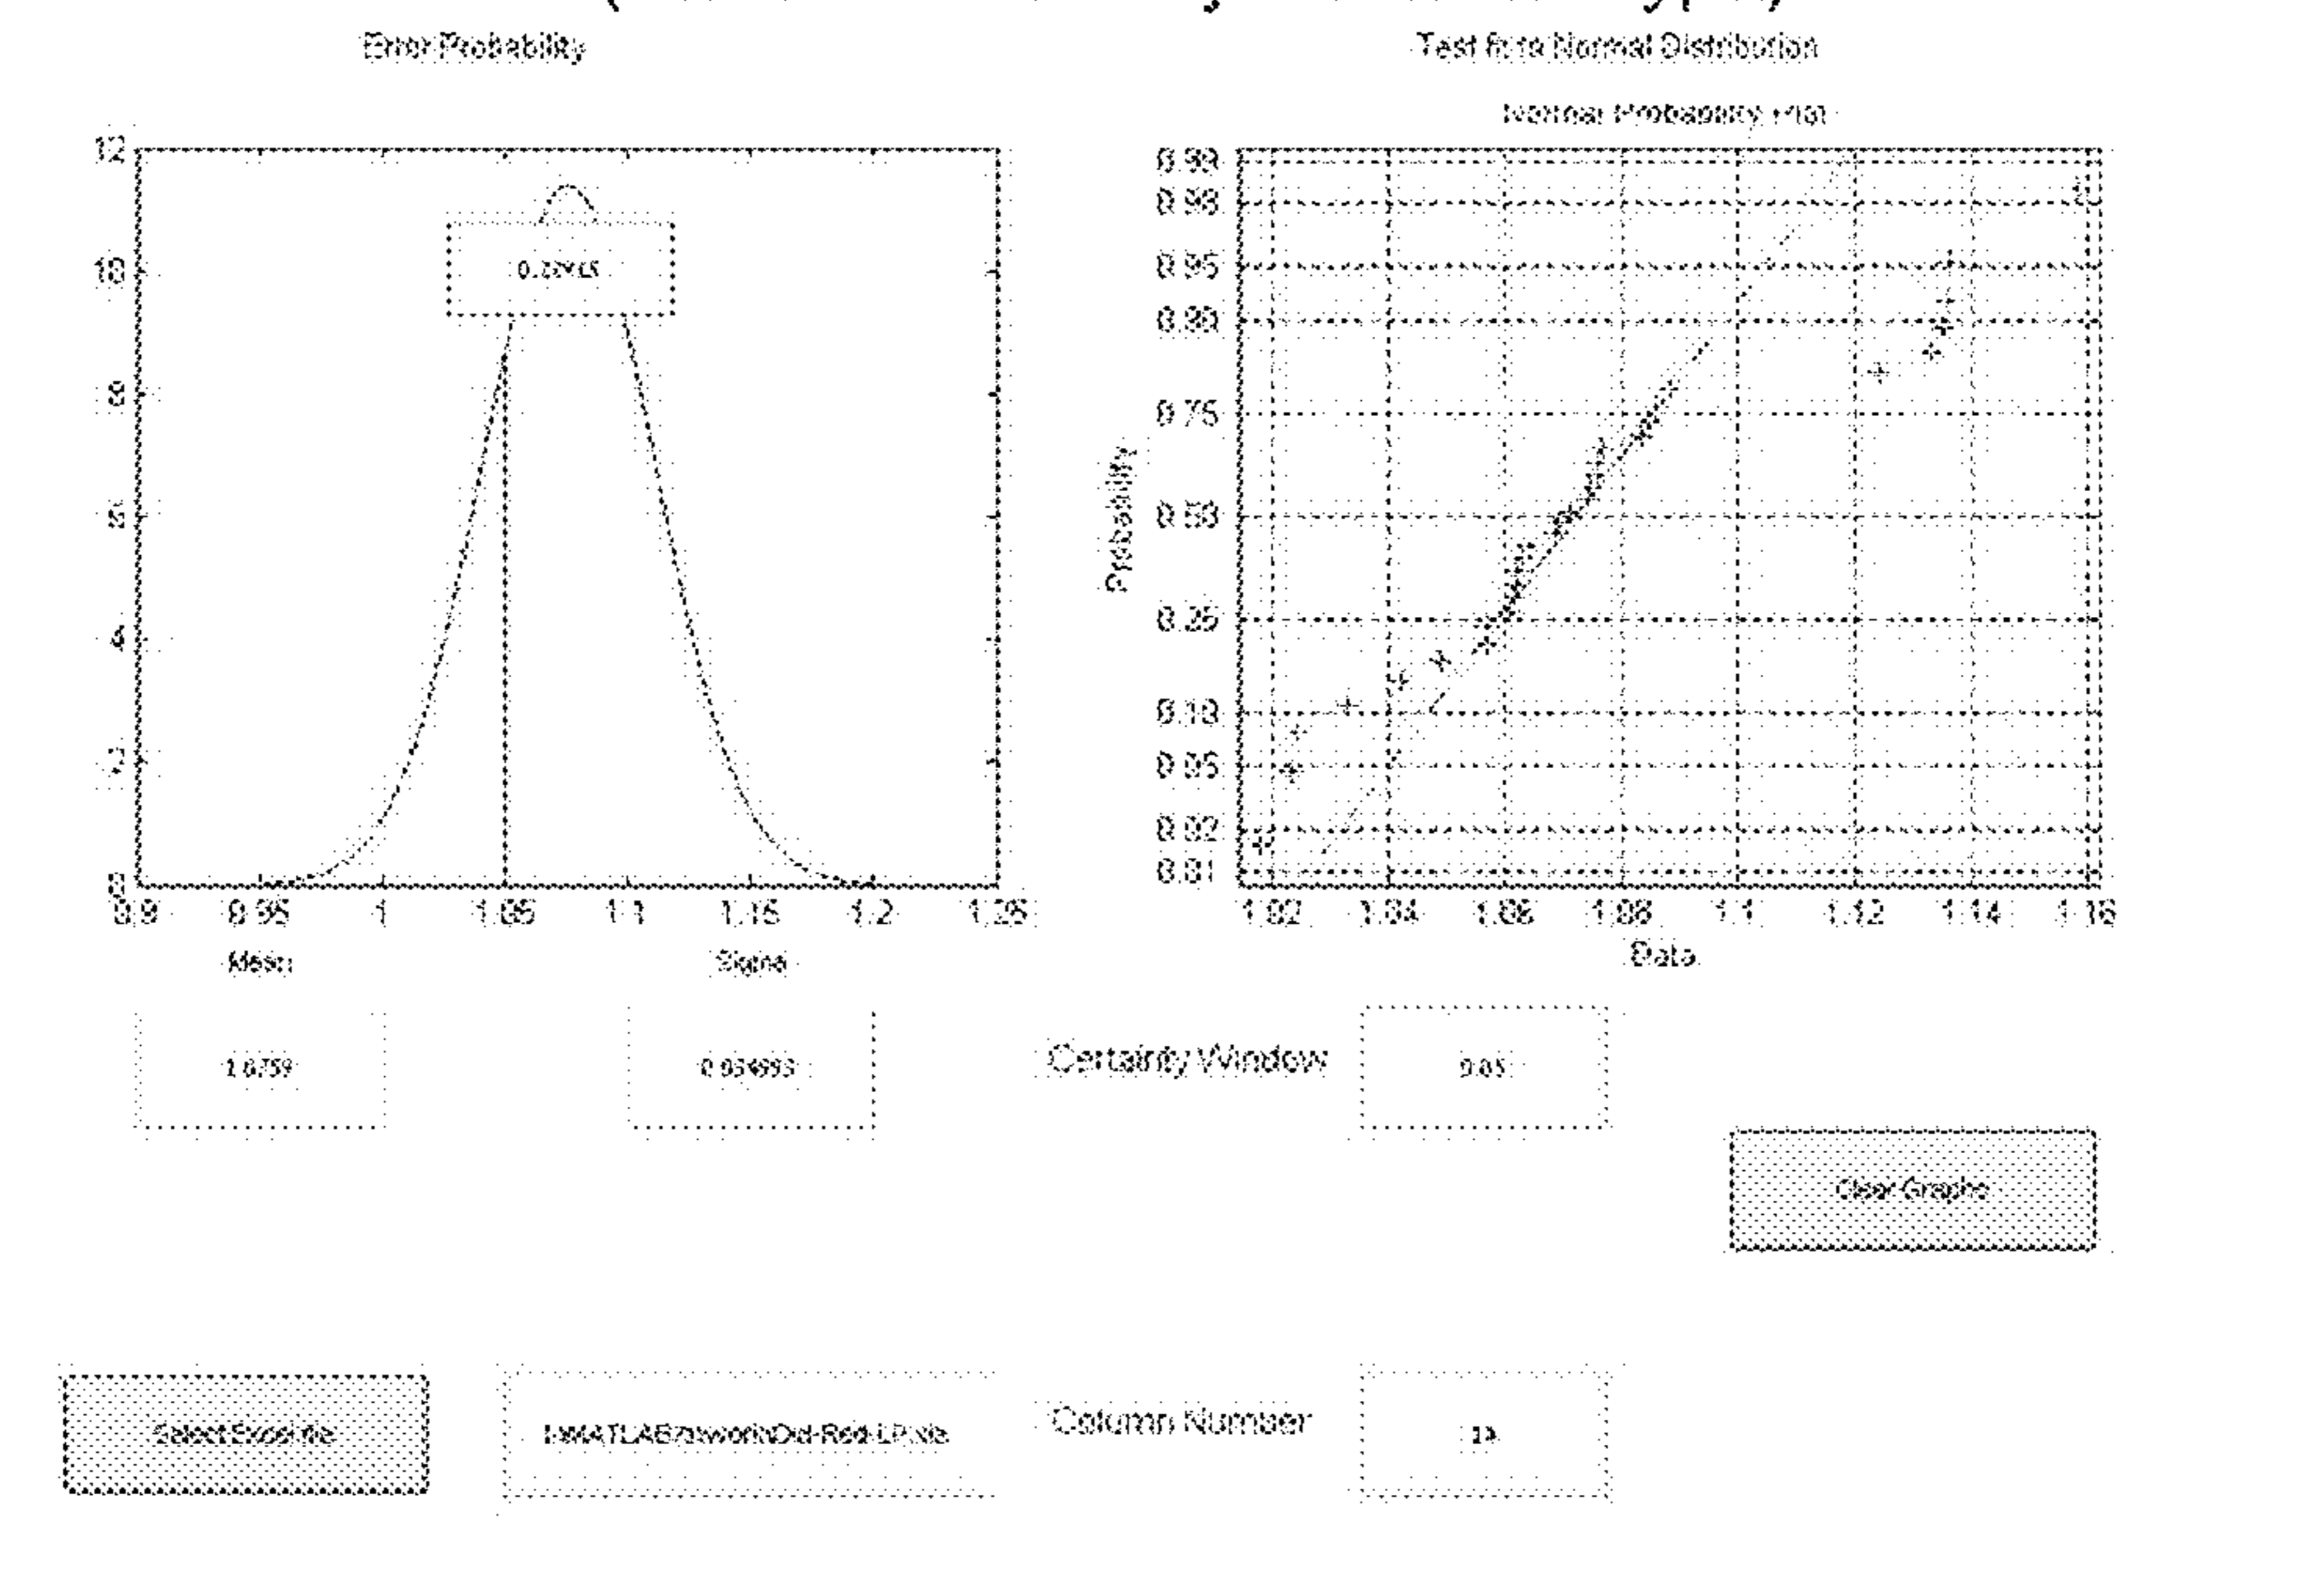 Error Probability
Test fit to Normal Distribution
Normal Probability Plot
12
10
8
6
4
2
0
0.9 0.95 1 1.05 1.1 1.15 1.2 1.25
0.99
0.98
0.95
0.90
0.75
0.50
0.25
0.10
0.05
0.02
0.01
Probability
1.02 1.04 1.06 1.08 1.1 1.12 1.14 1.16
Data
Mean
Sigma
1.0759
Certainty Window
0.05
Clear Graphs
Select Excel file
Column Number